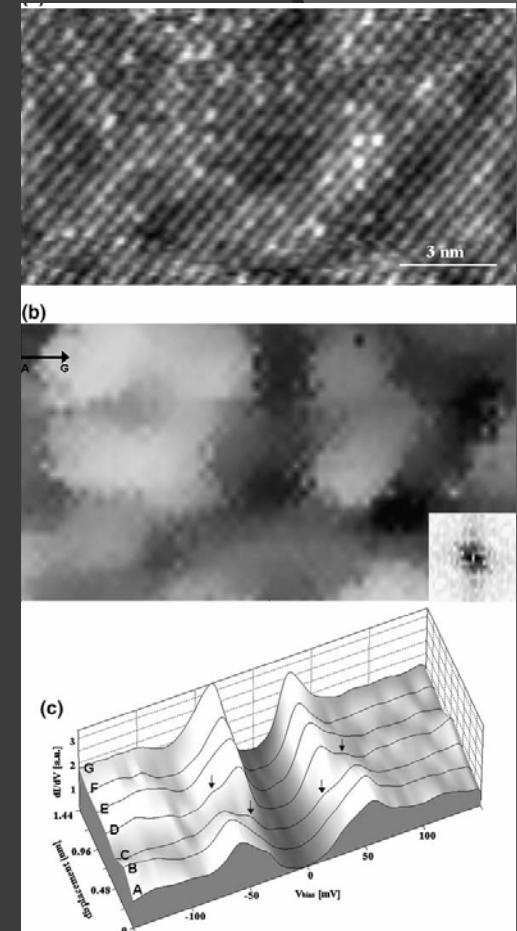 3 nm
(b)
A G
(c)
dI/dV [a.u.]
3
2
1
G
F
E
D
C
B
A
1.44
0.96
0.48
0
displacement [nm]
-100
-50
0
50
100
Vbias [mV]